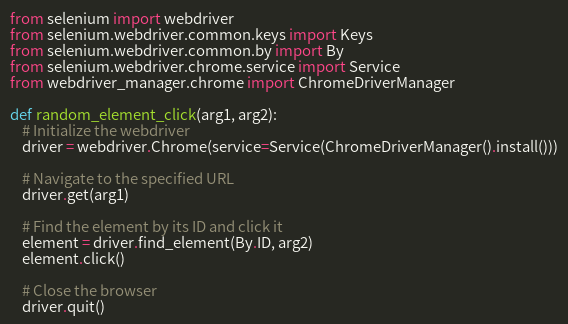 from selenium import webdriver
from selenium.webdriver.common.keys import Keys
from selenium.webdriver.common.by import By
from selenium.webdriver.chrome.service import Service
from webdriver_manager.chrome import ChromeDriverManager

def random_element_click(arg1, arg2):
    # Initialize the webdriver
    driver = webdriver.Chrome(service=Service(ChromeDriverManager().install()))

    # Navigate to the specified URL
    driver.get(arg1)

    # Find the element by its ID and click it
    element = driver.find_element(By.ID, arg2)
    element.click()

    # Close the browser
    driver.quit()